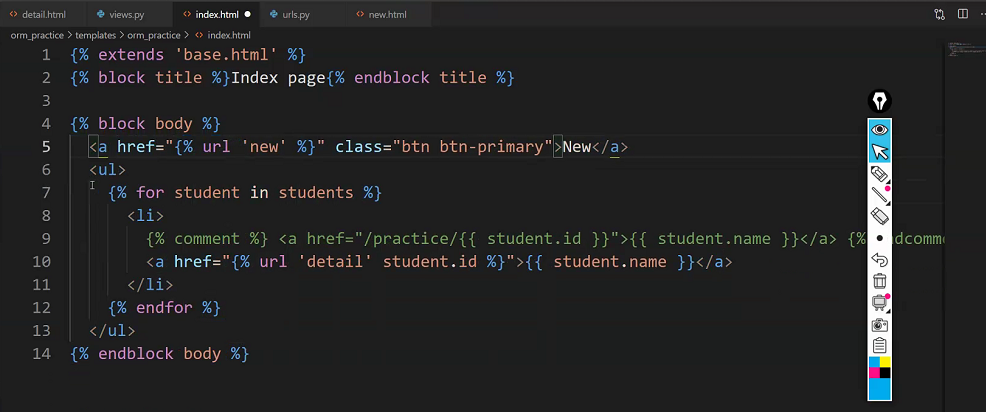 detail.html views.py index.html urls.py new.html
orm_practice > templates > orm_practice > index.html
1 {% extends 'base.html' %}
2 {% block title %}Index page{% endblock title %}
3
4 {% block body %}
5 <a href="{% url 'new' %}" class="btn btn-primary">New</a>
6 <ul>
7 {% for student in students %}
8 <li>
9 {% comment %} <a href="/practice/{{ student.id }}">{{ student.name }}</a> {% ndcomme
10 <a href="{% url 'detail' student.id %}">{{ student.name }}</a>
11 </li>
12 {% endfor %}
13 </ul>
14 {% endblock body %}